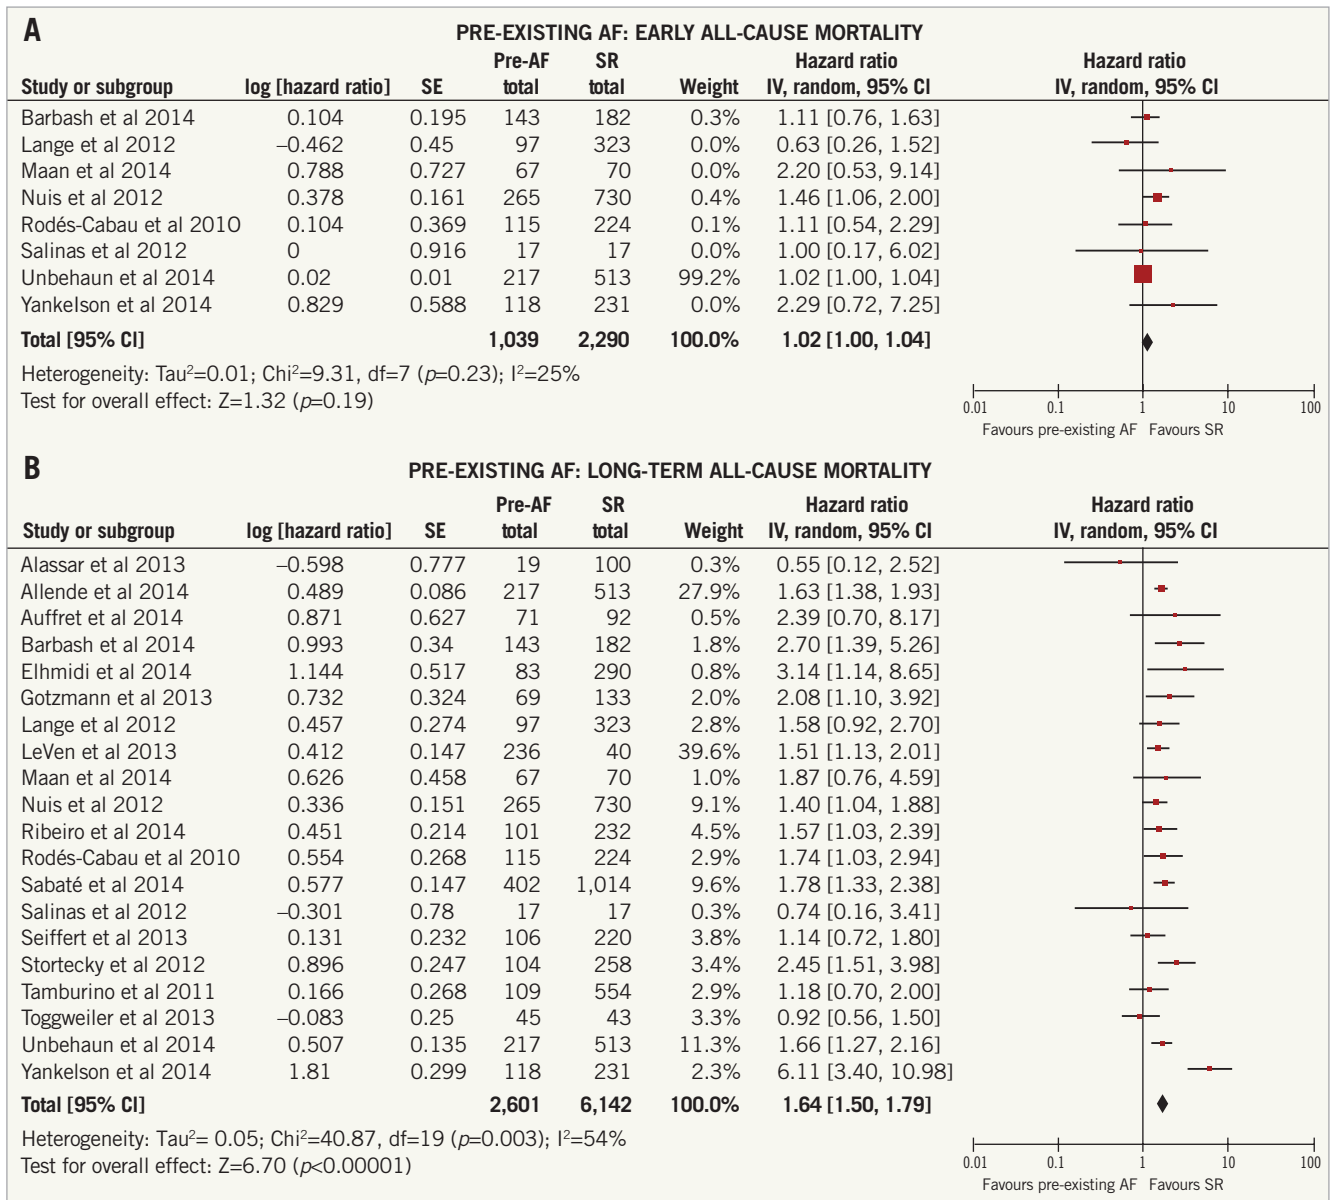 A
PRE-EXISTING AF: EARLY ALL-CAUSE MORTALITY
Pre-AF SR Hazard ratio Hazard ratio
Study or subgroup log [hazard ratio] SE total total Weight IV, random, 95% CI IV, random, 95% CI
Barbash et al 2014 0.104 0.195 143 182 0.3% 1.11 [0.76, 1.63]
Lange et al 2012 –0.462 0.45 97 323 0.0% 0.63 [0.26, 1.52]
Maan et al 2014 0.788 0.727 67 70 0.0% 2.20 [0.53, 9.14]
Nuis et al 2012 0.378 0.161 265 730 0.4% 1.46 [1.06, 2.00]
Rodés-Cabau et al 2010 0.104 0.369 115 224 0.1% 1.11 [0.54, 2.29]
Salinas et al 2012 0 0.916 17 17 0.0% 1.00 [0.17, 6.02]
Unbehaun et al 2014 0.02 0.01 217 513 99.2% 1.02 [1.00, 1.04]
Yankelson et al 2014 0.829 0.588 118 231 0.0% 2.29 [0.72, 7.25]
Total [95% CI] 1,039 2,290 100.0% 1.02 [1.00, 1.04]
Heterogeneity: Tau²=0.01; Chi²=9.31, df=7 (p=0.23); I²=25%
Test for overall effect: Z=1.32 (p=0.19)
0.01 0.1 1 10 100
Favours pre-existing AF Favours SR
B
PRE-EXISTING AF: LONG-TERM ALL-CAUSE MORTALITY
Pre-AF SR Hazard ratio Hazard ratio
Study or subgroup log [hazard ratio] SE total total Weight IV, random, 95% CI IV, random, 95% CI
Alassar et al 2013 –0.598 0.777 19 100 0.3% 0.55 [0.12, 2.52]
Allende et al 2014 0.489 0.086 217 513 27.9% 1.63 [1.38, 1.93]
Auffret et al 2014 0.871 0.627 71 92 0.5% 2.39 [0.70, 8.17]
Barbash et al 2014 0.993 0.34 143 182 1.8% 2.70 [1.39, 5.26]
Elhmidi et al 2014 1.144 0.517 83 290 0.8% 3.14 [1.14, 8.65]
Gotzmann et al 2013 0.732 0.324 69 133 2.0% 2.08 [1.10, 3.92]
Lange et al 2012 0.457 0.274 97 323 2.8% 1.58 [0.92, 2.70]
LeVen et al 2013 0.412 0.147 236 40 39.6% 1.51 [1.13, 2.01]
Maan et al 2014 0.626 0.458 67 70 1.0% 1.87 [0.76, 4.59]
Nuis et al 2012 0.336 0.151 265 730 9.1% 1.40 [1.04, 1.88]
Ribeiro et al 2014 0.451 0.214 101 232 4.5% 1.57 [1.03, 2.39]
Rodés-Cabau et al 2010 0.554 0.268 115 224 2.9% 1.74 [1.03, 2.94]
Sabaté et al 2014 0.577 0.147 402 1,014 9.6% 1.78 [1.33, 2.38]
Salinas et al 2012 –0.301 0.78 17 17 0.3% 0.74 [0.16, 3.41]
Seiffert et al 2013 0.131 0.232 106 220 3.8% 1.14 [0.72, 1.80]
Stortecky et al 2012 0.896 0.247 104 258 3.4% 2.45 [1.51, 3.98]
Tamburino et al 2011 0.166 0.268 109 554 2.9% 1.18 [0.70, 2.00]
Toggweiler et al 2013 –0.083 0.25 45 43 3.3% 0.92 [0.56, 1.50]
Unbehaun et al 2014 0.507 0.135 217 513 11.3% 1.66 [1.27, 2.16]
Yankelson et al 2014 1.81 0.299 118 231 2.3% 6.11 [3.40, 10.98]
Total [95% CI] 2,601 6,142 100.0% 1.64 [1.50, 1.79]
Heterogeneity: Tau²= 0.05; Chi²=40.87, df=19 (p=0.003); I²=54%
Test for overall effect: Z=6.70 (p<0.00001)
0.01 0.1 1 10 100
Favours pre-existing AF Favours SR